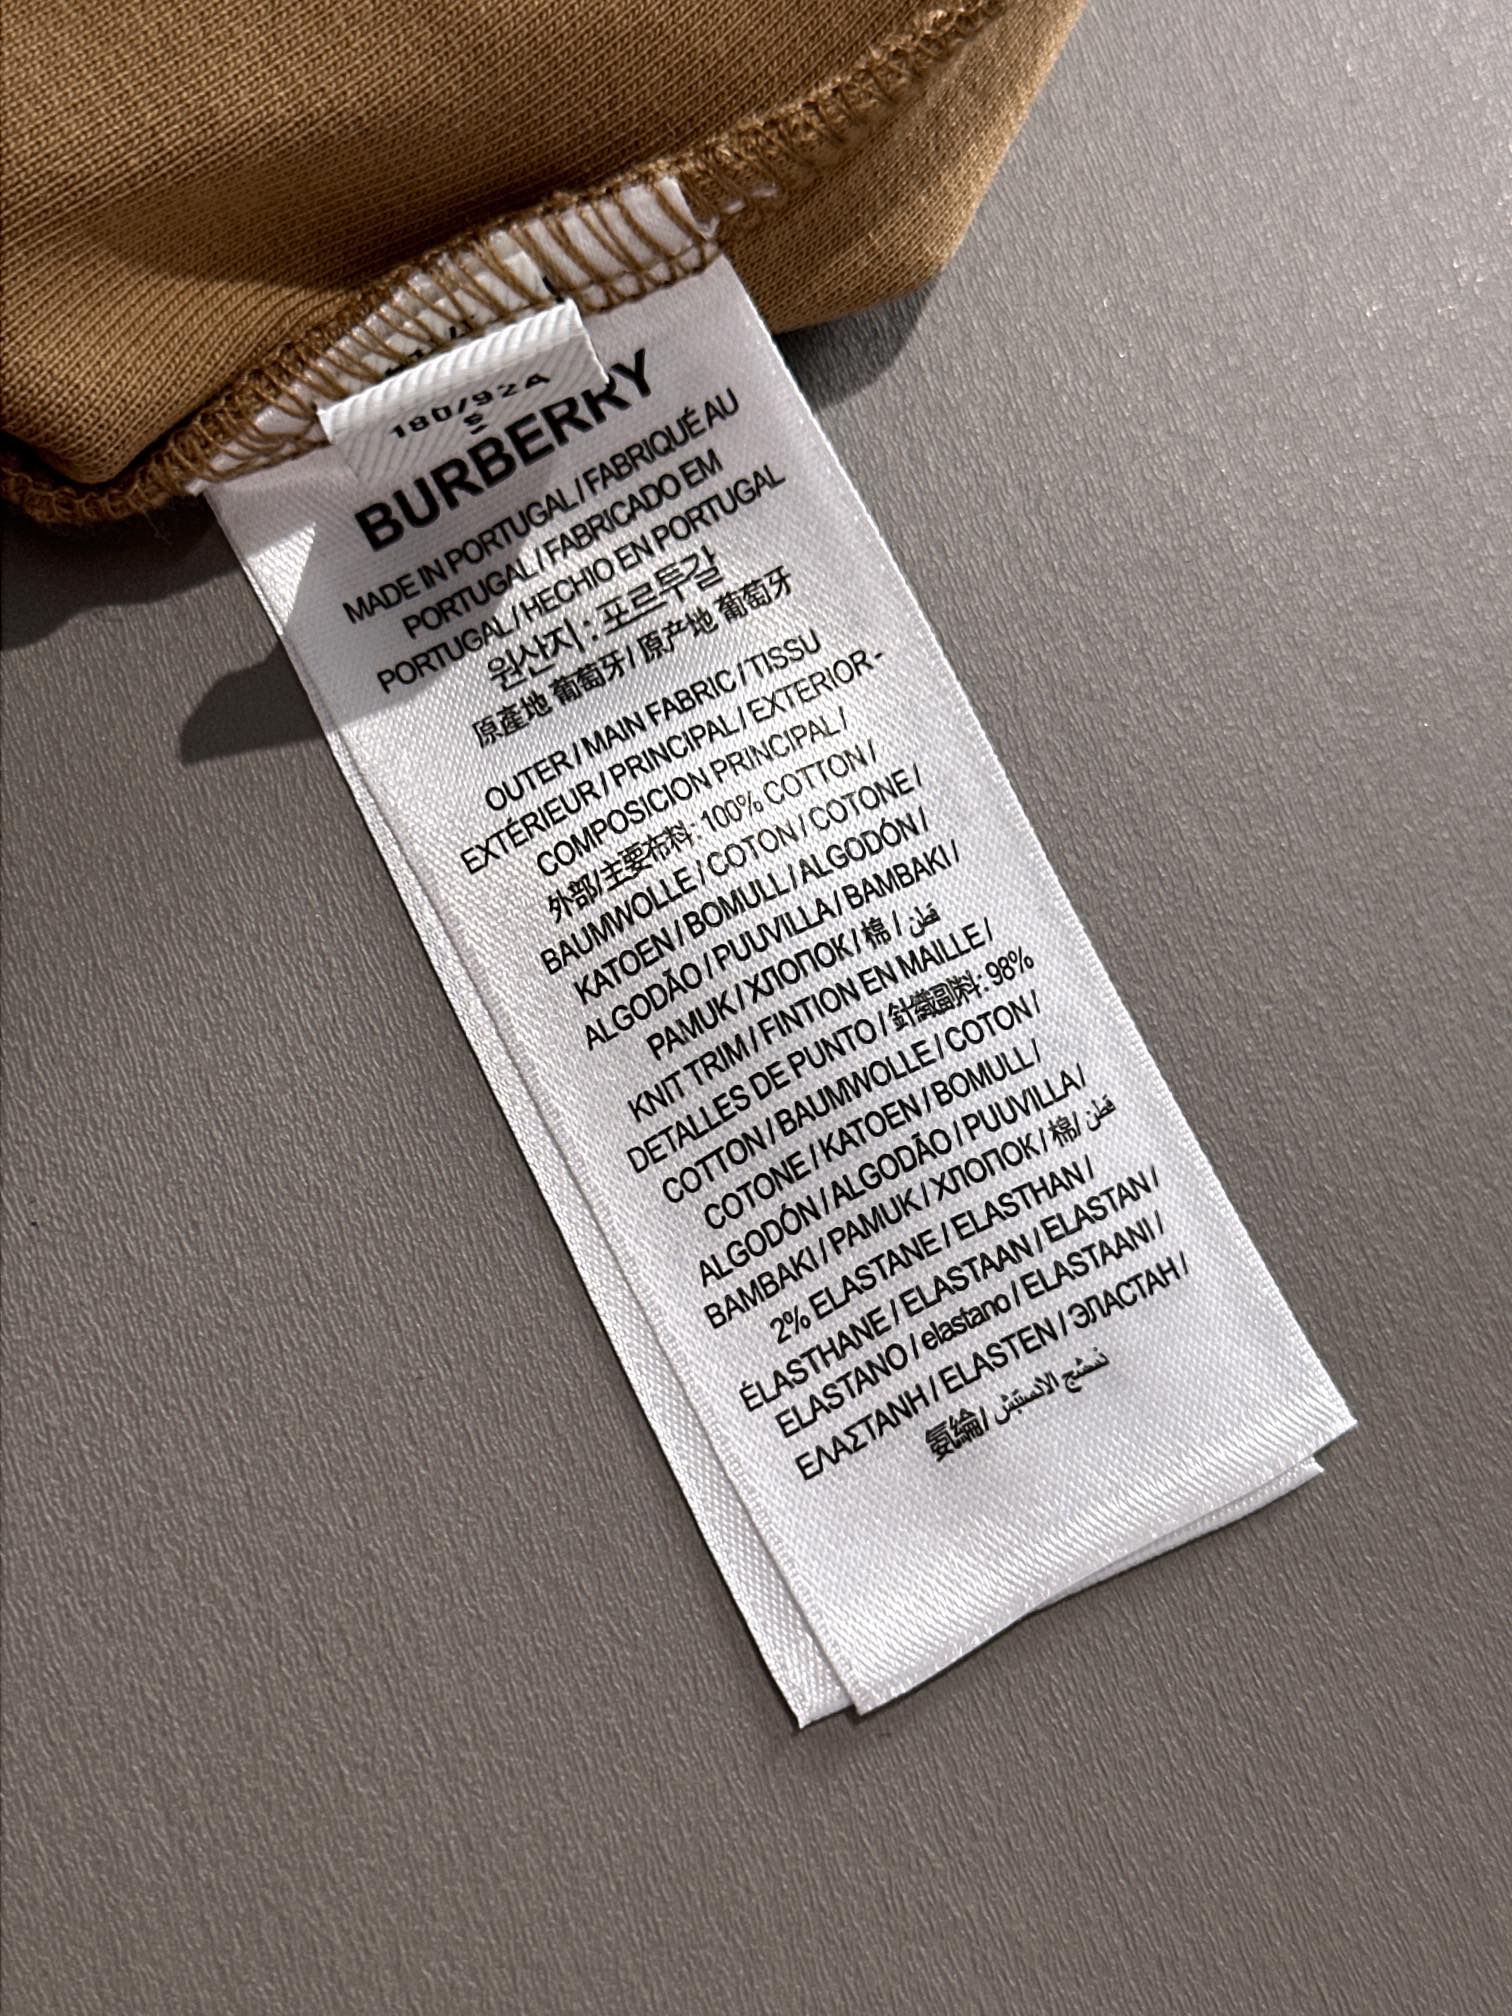 180/92A
S
BURBERRY
MADE IN PORTUGAL / FABRIQUÉ AU
PORTUGAL / FABRICADO EM
PORTUGAL / HECHO EN PORTUGAL
원산지 : 포르투갈
原產地 葡萄牙 / 原产地 葡萄牙
OUTER / MAIN FABRIC / TISSU
EXTÉRIEUR / PRINCIPAL / EXTERIOR -
COMPOSICION PRINCIPAL /
外部/主要布料: 100% COTTON /
BAUMWOLLE / COTON / COTONE /
KATOEN / BOMULL / ALGODÓN /
ALGODÃO / PUUVILLA / BAMBAKI /
PAMUK / ХЛОПОК / 棉 / قطن
KNIT TRIM / FINTION EN MAILLE /
DETALLES DE PUNTO / 針織副料: 98%
COTTON / BAUMWOLLE / COTON /
COTONE / KATOEN / BOMULL /
ALGODÓN / ALGODÃO / PUUVILLA /
BAMBAKI / PAMUK / ХЛОПОК / 棉/ قطن
2% ELASTANE / ELASTHAN /
ÉLASTHANE / ELASTAAN / ELASTAN /
ELASTANO / elastano / ELASTAANI /
ΕΛΑΣΤΑΝΗ / ELASTEN / ЭЛАСТАН /
氨綸/